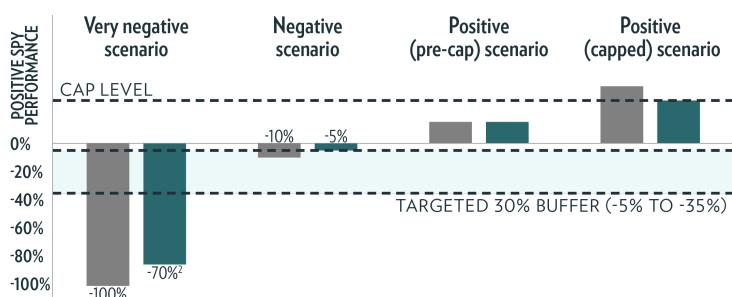 Very negative
scenario
Negative
scenario
Positive
(pre-cap) scenario
Positive
(capped) scenario
POSITIVE SPY
PERFORMANCE
CAP LEVEL
0%
-20%
-40%
-60%
-80%
-100%
-10%
-5%
TARGETED 30% BUFFER (-5% TO -35%)
-70%²
-100%